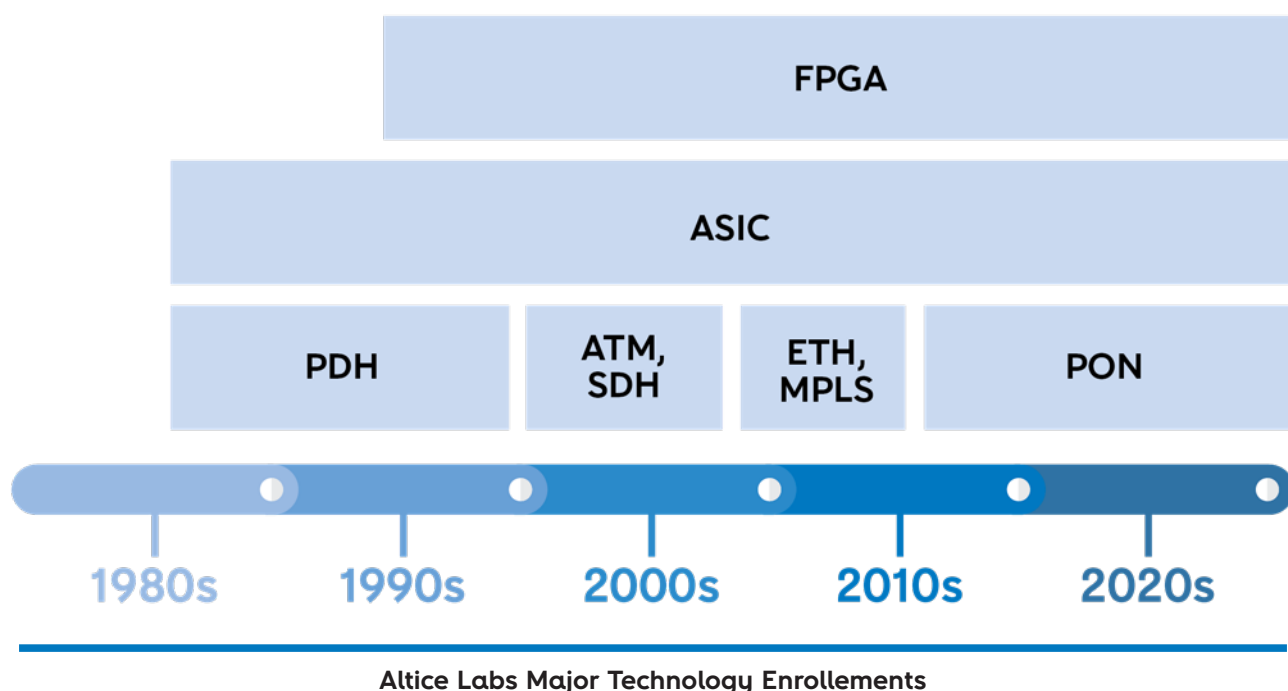 FPGA
ASIC
PDH
ATM,
SDH
ETH,
MPLS
PON
1980s
1990s
2000s
2010s
2020s
Altice Labs Major Technology Enrollements